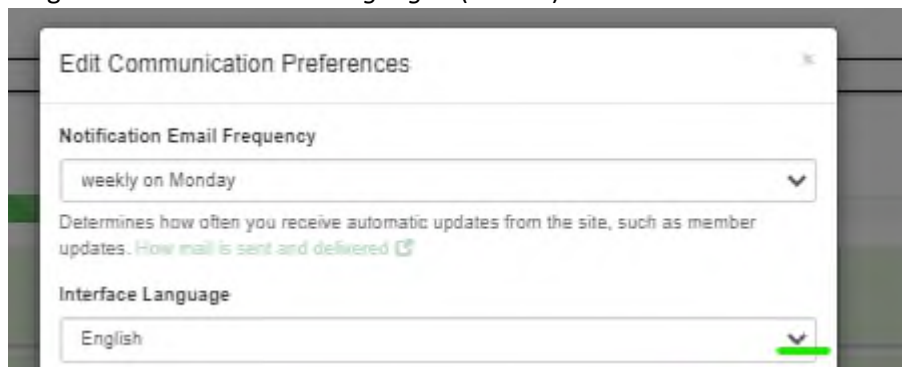 Edit Communication Preferences
Notification Email Frequency
weekly on Monday
Determines how often you receive automatic updates from the site, such as member
updates. How mail is sent and delivered
Interface Language
English